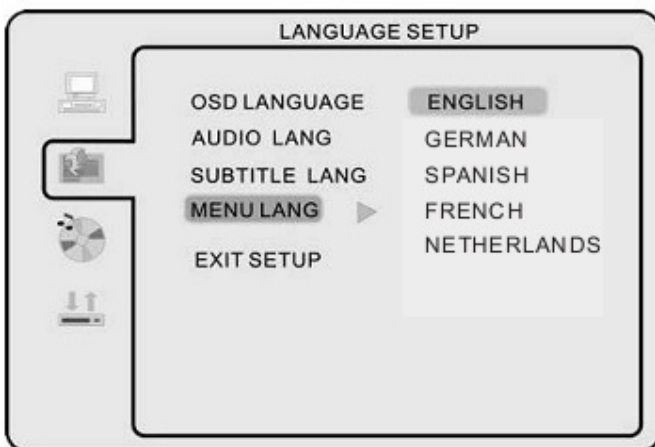 LANGUAGE SETUP
OSD LANGUAGE ENGLISH
AUDIO LANG GERMAN
SUBTITLE LANG SPANISH
MENU LANG FRENCH
EXIT SETUP NETHERLANDS